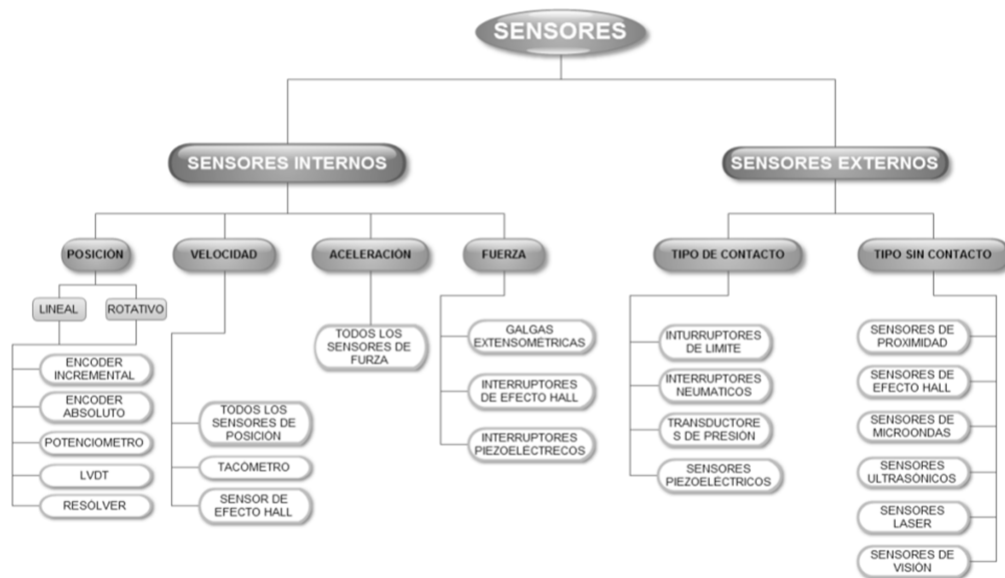 SENSORES
SENSORES INTERNOS
SENSORES EXTERNOS
POSICIÓN
VELOCIDAD
ACELERACIÓN
FUERZA
TIPO DE CONTACTO
TIPO SIN CONTACTO
LINEAL
ROTATIVO
ENCODER
INCREMENTAL
ENCODER
ABSOLUTO
POTENCIOMETRO
LVDT
RESÓLVER
TODOS LOS
SENSORES DE
POSICIÓN
TACÓMETRO
SENSOR DE
EFECTO HALL
TODOS LOS
SENSORES DE
FURZA
GALGAS
EXTENSOMÉTRICAS
INTERRUPTORES
DE EFECTO HALL
INTERRUPTORES
PIEZOELÉCTRECOS
INTURRUPTORES
DE LIMITE
INTERRUPTORES
NEUMATICOS
TRANSDUCTORE
S DE PRESIÓN
SENSORES
PIEZOELÉCTRICOS
SENSORES DE
PROXIMIDAD
SENSORES DE
EFECTO HALL
SENSORES DE
MICROONDAS
SENSORES
ULTRASÓNICOS
SENSORES
LASER
SENSORES DE
VISIÓN